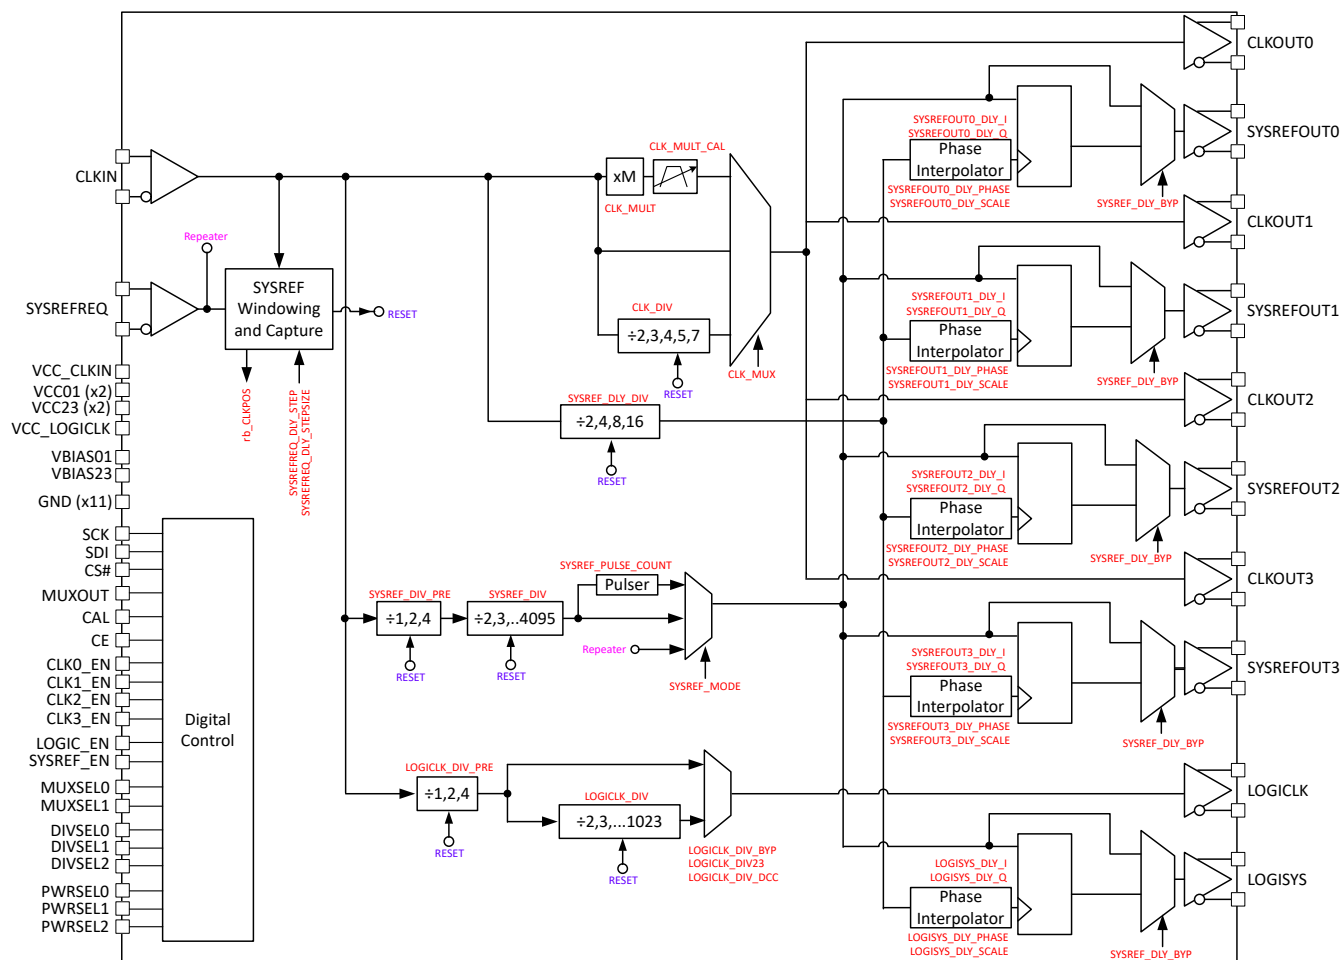 CLKIN
SYSREFREQ
VCC_CLKIN
VCC01 (x2)
VCC23 (x2)
VCC_LOGICLK
VBIAS01
VBIAS23
GND (x11)
SCK
SDI
CS#
MUXOUT
CAL
CE
CLK0_EN
CLK1_EN
CLK2_EN
CLK3_EN
LOGIC_EN
SYSREF_EN
MUXSEL0
MUXSEL1
DIVSEL0
DIVSEL1
DIVSEL2
PWRSEL0
PWRSEL1
PWRSEL2
Digital
Control
Repeater
SYSREF
Windowing
and Capture
RESET
rb_CLKPOS
SYSREFREQ_DLY_STEP
SYSREFREQ_DLY_STEPSIZE
CLK_MULT_CAL
xM
CLK_MULT
CLK_DIV
÷2,3,4,5,7
RESET
CLK_MUX
SYSREF_DLY_DIV
÷2,4,8,16
RESET
SYSREF_DIV_PRE
÷1,2,4
RESET
SYSREF_DIV
÷2,3,..4095
RESET
SYSREF_PULSE_COUNT
Pulser
Repeater
SYSREF_MODE
LOGICLK_DIV_PRE
÷1,2,4
RESET
LOGICLK_DIV
÷2,3,...1023
RESET
LOGICLK_DIV_BYP
LOGICLK_DIV23
LOGICLK_DIV_DCC
CLKOUT0
SYSREFOUT0_DLY_I
SYSREFOUT0_DLY_Q
Phase
Interpolator
SYSREFOUT0_DLY_PHASE
SYSREFOUT0_DLY_SCALE
SYSREF_DLY_BYP
SYSREFOUT0
CLKOUT1
SYSREFOUT1_DLY_I
SYSREFOUT1_DLY_Q
Phase
Interpolator
SYSREFOUT1_DLY_PHASE
SYSREFOUT1_DLY_SCALE
SYSREF_DLY_BYP
SYSREFOUT1
CLKOUT2
SYSREFOUT2_DLY_I
SYSREFOUT2_DLY_Q
Phase
Interpolator
SYSREFOUT2_DLY_PHASE
SYSREFOUT2_DLY_SCALE
SYSREF_DLY_BYP
SYSREFOUT2
CLKOUT3
SYSREFOUT3_DLY_I
SYSREFOUT3_DLY_Q
Phase
Interpolator
SYSREFOUT3_DLY_PHASE
SYSREFOUT3_DLY_SCALE
SYSREF_DLY_BYP
SYSREFOUT3
LOGICLK
LOGISYS_DLY_I
LOGISYS_DLY_Q
Phase
Interpolator
LOGISYS_DLY_PHASE
LOGISYS_DLY_SCALE
SYSREF_DLY_BYP
LOGISYS